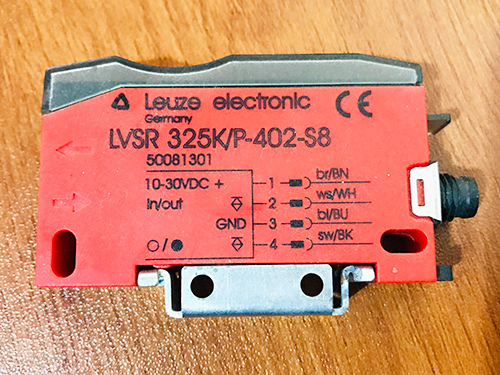 Leuze electronic
Germany
CE
LVSR 325K/P-402-S8
50081301
10-30VDC + 1 br/BN
In/out 2 ws/WH
GND 3 bl/BU
○/● 4 sw/BK